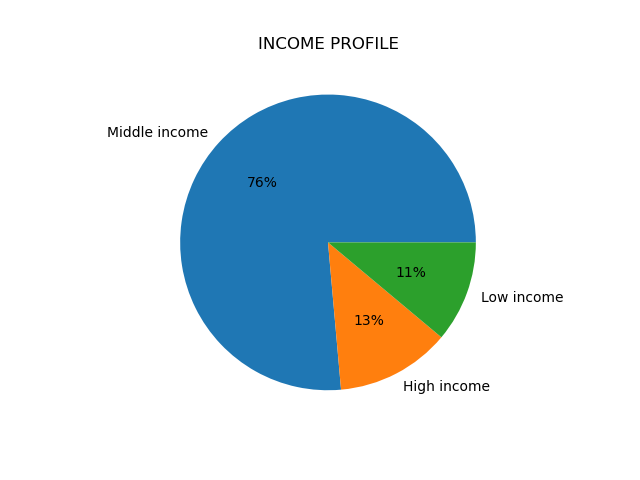 INCOME PROFILE
Middle income
76%
11%
Low income
13%
High income